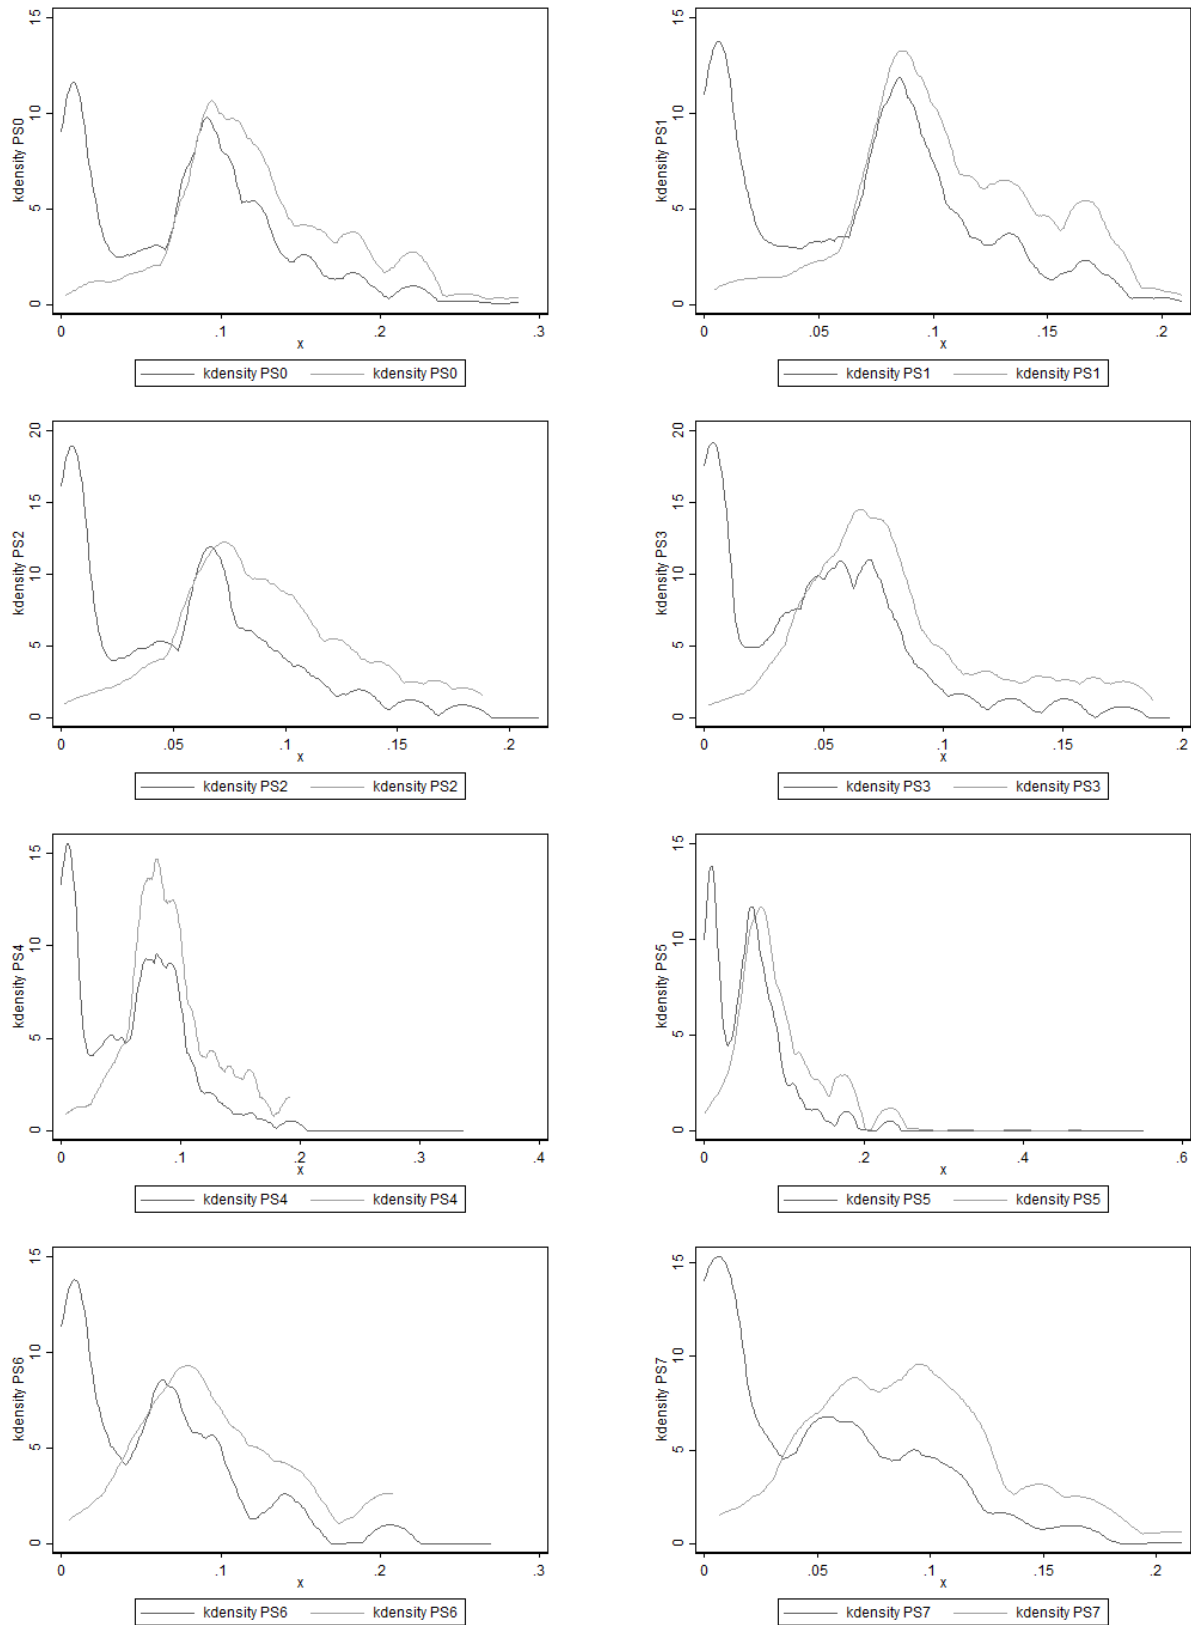 15
10
5
0
kdensity PS0
0 .1 .2 .3
x
kdensity PS0 kdensity PS0
15
10
5
0
kdensity PS1
0 .05 .1 .15 .2
x
kdensity PS1 kdensity PS1
20
15
10
5
0
kdensity PS2
0 .05 .1 .15 .2
x
kdensity PS2 kdensity PS2
20
15
10
5
0
kdensity PS3
0 .05 .1 .15 .2
x
kdensity PS3 kdensity PS3
15
10
5
0
kdensity PS4
0 .1 .2 .3 .4
x
kdensity PS4 kdensity PS4
15
10
5
0
kdensity PS5
0 .2 .4 .6
x
kdensity PS5 kdensity PS5
15
10
5
0
kdensity PS6
0 .1 .2 .3
x
kdensity PS6 kdensity PS6
15
10
5
0
kdensity PS7
0 .05 .1 .15 .2
x
kdensity PS7 kdensity PS7